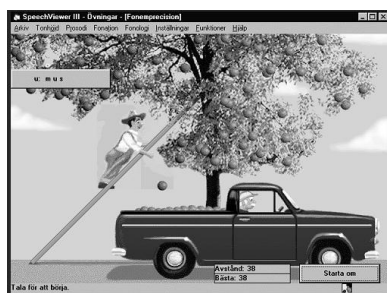 SpeechViewer III - Övningar - [Fonemprecision]
Arkiv Tonhöjd Prosodi Fonation Fonologi Inställningar Funktioner Hjälp
u: m u s
Avstånd: 38
Bästa: 38
Starta om
Tala för att börja.